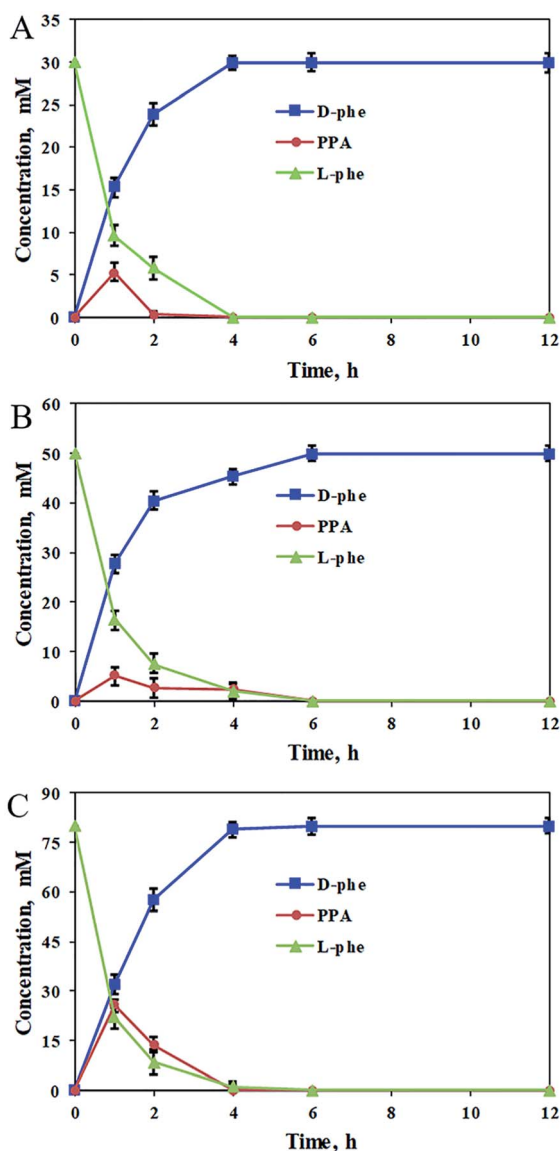 A
Concentration, mM
35
30
25
20
15
10
5
0
D-phe
PPA
L-phe
0 2 4 6 8 10 12
Time, h
B
Concentration, mM
60
50
40
30
20
10
0
D-phe
PPA
L-phe
0 2 4 6 8 10 12
Time, h
C
Concentration, mM
90
75
60
45
30
15
0
D-phe
PPA
L-phe
0 2 4 6 8 10 12
Time, h